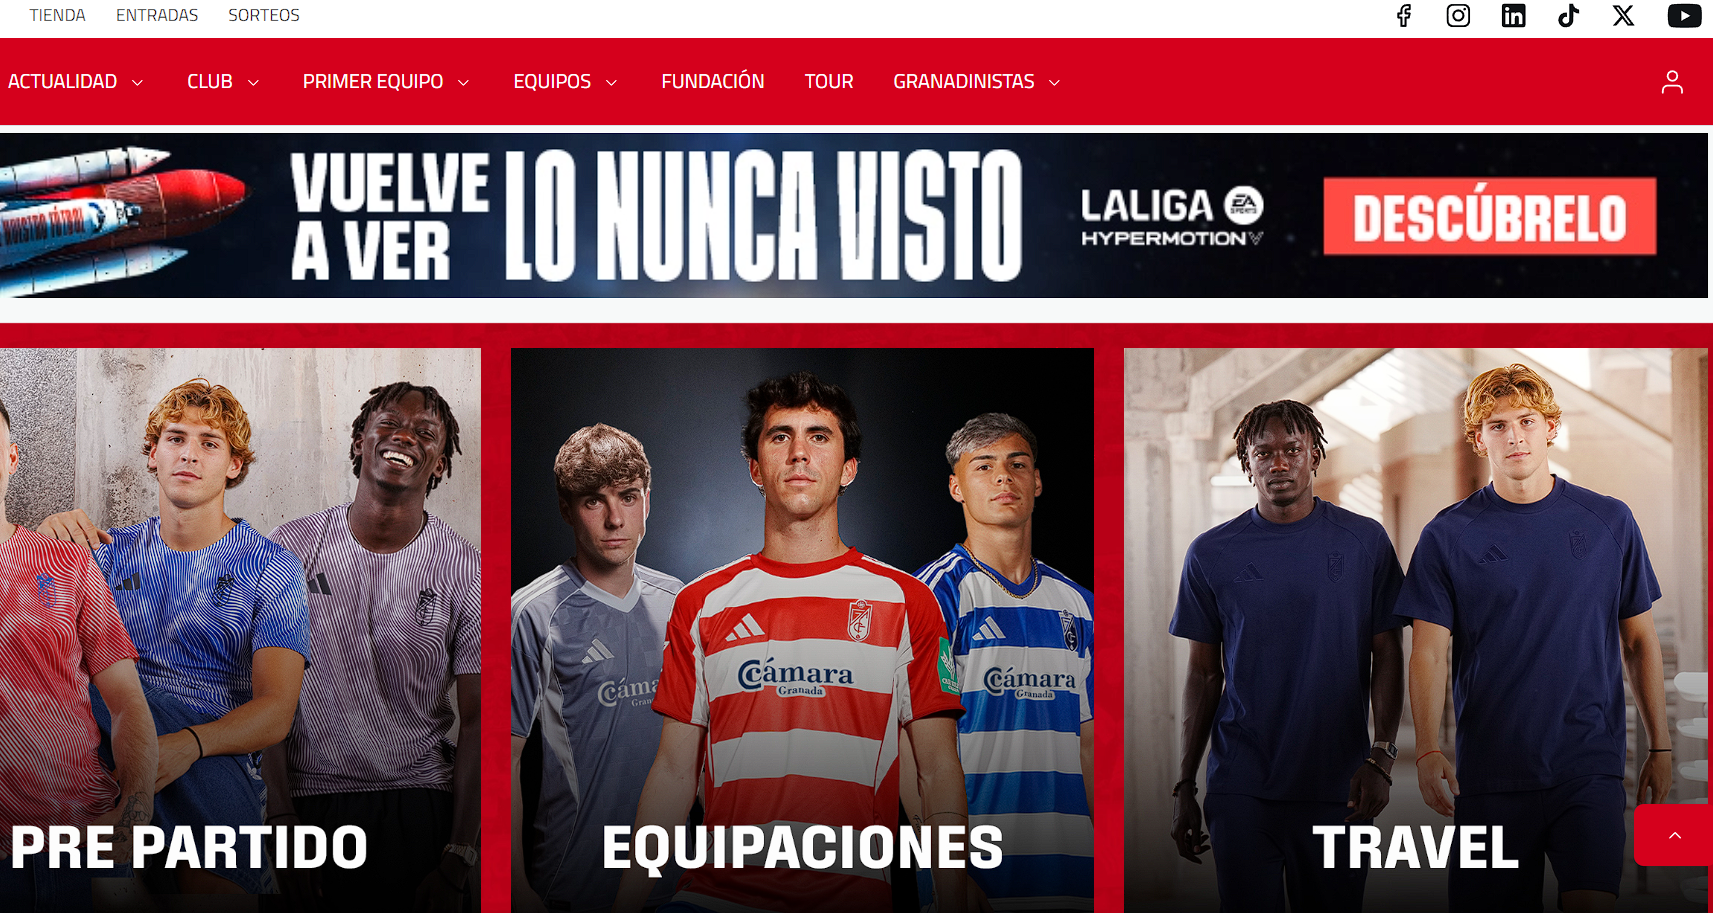 TIENDA ENTRADAS SORTEOS
ACTUALIDAD CLUB PRIMER EQUIPO EQUIPOS FUNDACIÓN TOUR GRANADINISTAS
VUELVE
A VER
LO NUNCA VISTO
LALIGA EA SPORTS
HYPERMOTION
DESCÚBRELO
PRE PARTIDO
Cámara
Granada
Cámara
Granada
EQUIPACIONES
TRAVEL